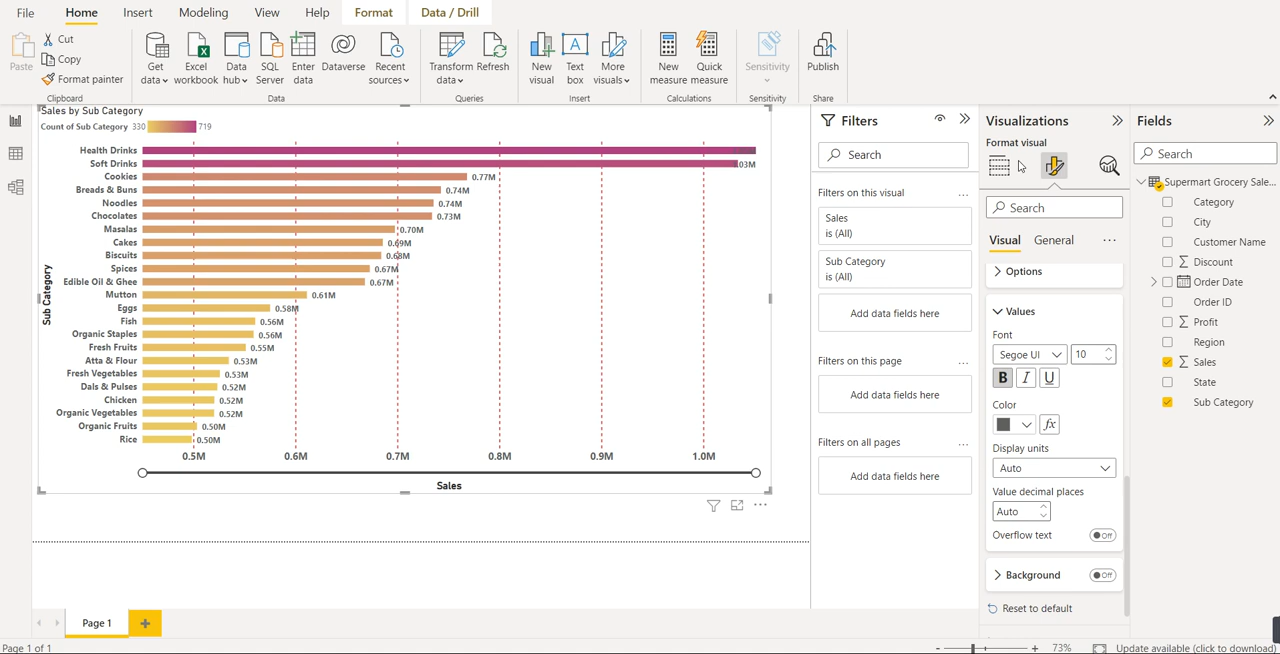 File Home Insert Modeling View Help Format Data / Drill
Paste Cut Copy Format painter
Get data Excel workbook Data hub SQL Server Enter data Dataverse Recent sources Transform data Refresh New visual Text box More visuals New measure Quick measure Sensitivity Publish
Clipboard Data Queries Insert Calculations Sensitivity Share
Sales by Sub Category
Count of Sub Category 330 719
Sub Category
Health Drinks
Soft Drinks .03M
Cookies 0.77M
Breads & Buns 0.74M
Noodles 0.74M
Chocolates 0.73M
Masalas 0.70M
Cakes 0.69M
Biscuits 0.68M
Spices 0.67M
Edible Oil & Ghee 0.67M
Mutton 0.61M
Eggs 0.58M
Fish 0.56M
Organic Staples 0.56M
Fresh Fruits 0.55M
Atta & Flour 0.53M
Fresh Vegetables 0.53M
Dals & Pulses 0.52M
Chicken 0.52M
Organic Vegetables 0.52M
Organic Fruits 0.50M
Rice 0.50M
0.5M 0.6M 0.7M 0.8M 0.9M 1.0M
Sales
Filters
Search
Filters on this visual ...
Sales
is (All)
Sub Category
is (All)
Add data fields here
Filters on this page ...
Add data fields here
Filters on all pages ...
Add data fields here
Visualizations
Format visual
Search
Visual General ...
Options
Values
Font
Segoe UI 10
B I U
Color
fx
Display units
Auto
Value decimal places
Auto
Overflow text Off
Background Off
Reset to default
Fields
Search
Supermart Grocery Sale...
Category
City
Customer Name
Σ Discount
Order Date
Order ID
Σ Profit
Region
Σ Sales
State
Sub Category
Page 1 +
Page 1 of 1
- + 73% Update available (click to download)